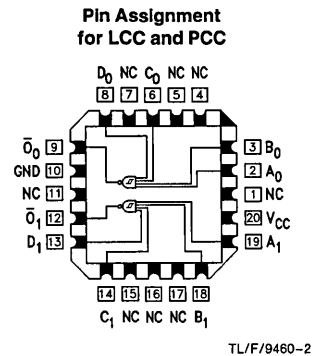 Pin Assignment
for LCC and PCC
D0 NC C0 NC NC
8 7 6 5 4
O̅0 9
3 B0
GND 10
2 A0
NC 11
1 NC
O̅1 12
20 VCC
D1 13
19 A1
14 15 16 17 18
C1 NC NC NC B1
TL/F/9460–2